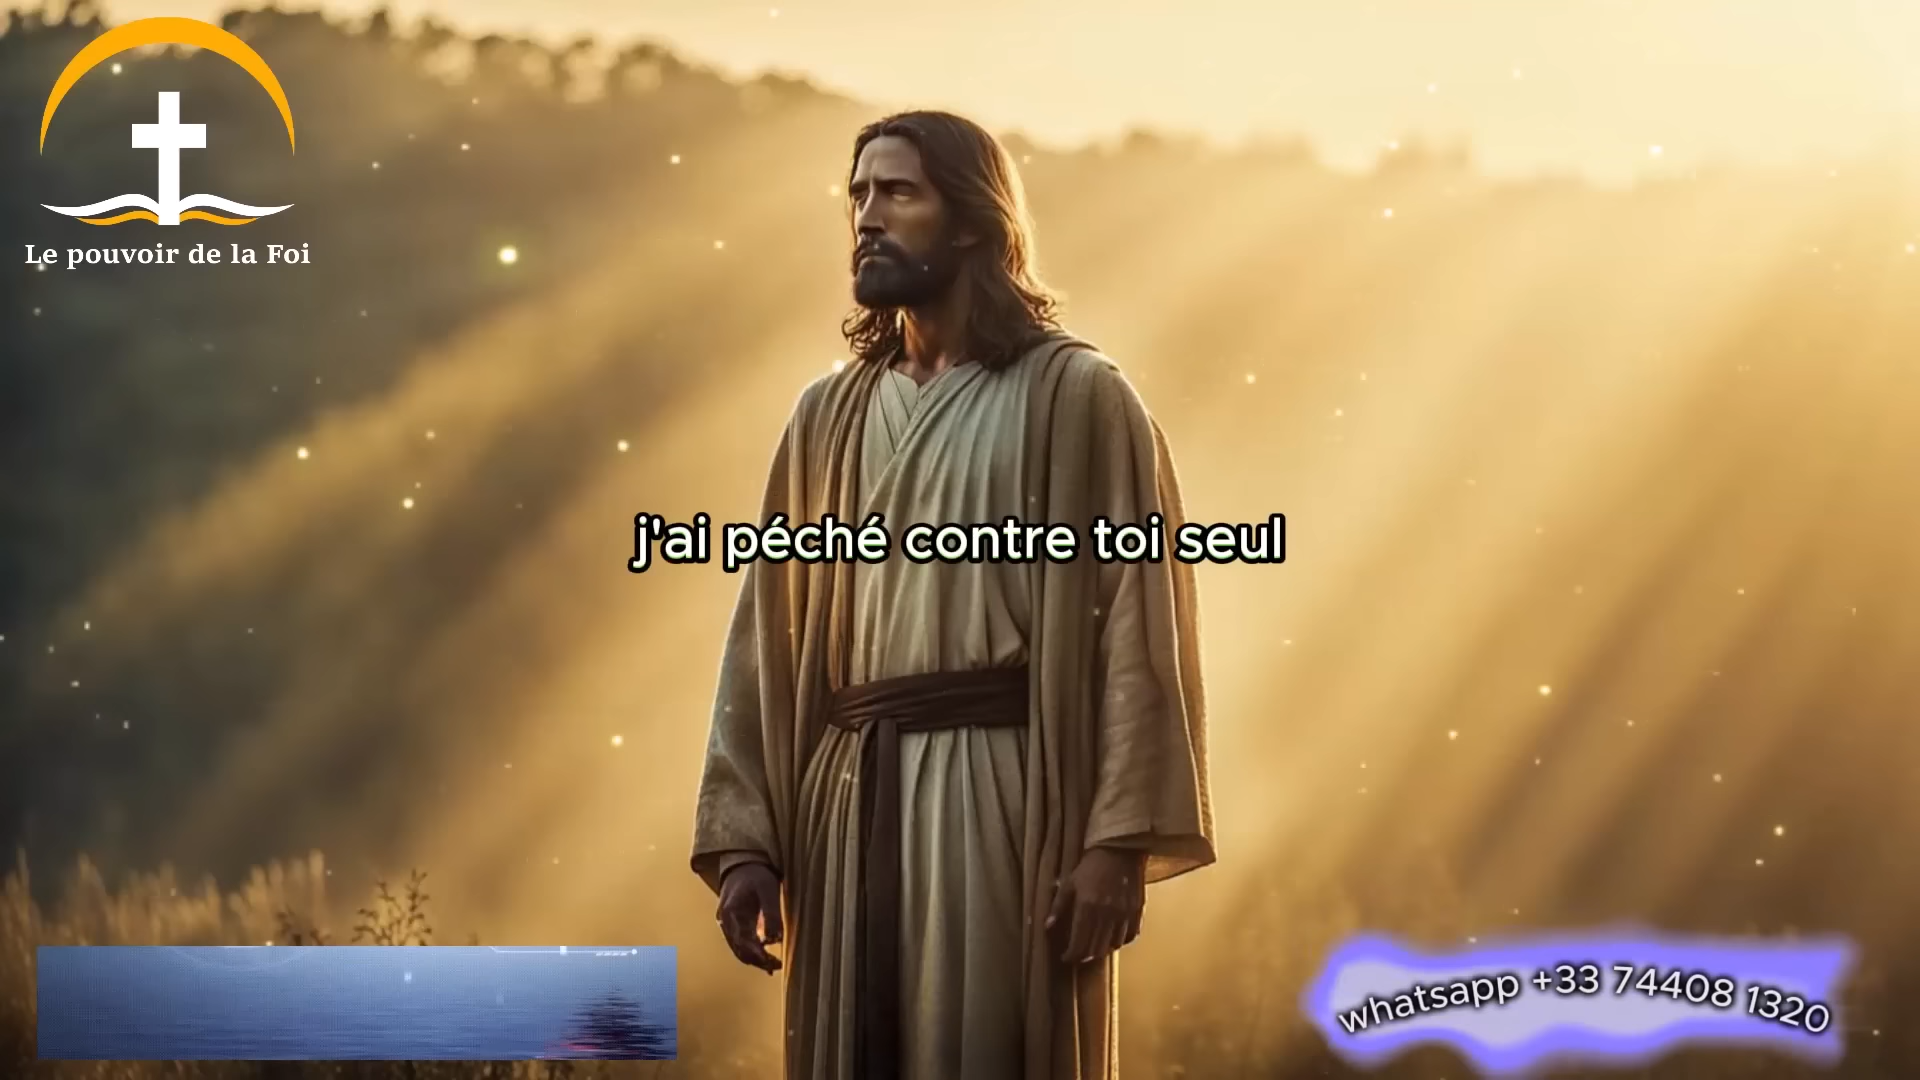 Le pouvoir de la Foi
j'ai péché contre toi seul
whatsapp +33 74408 1320